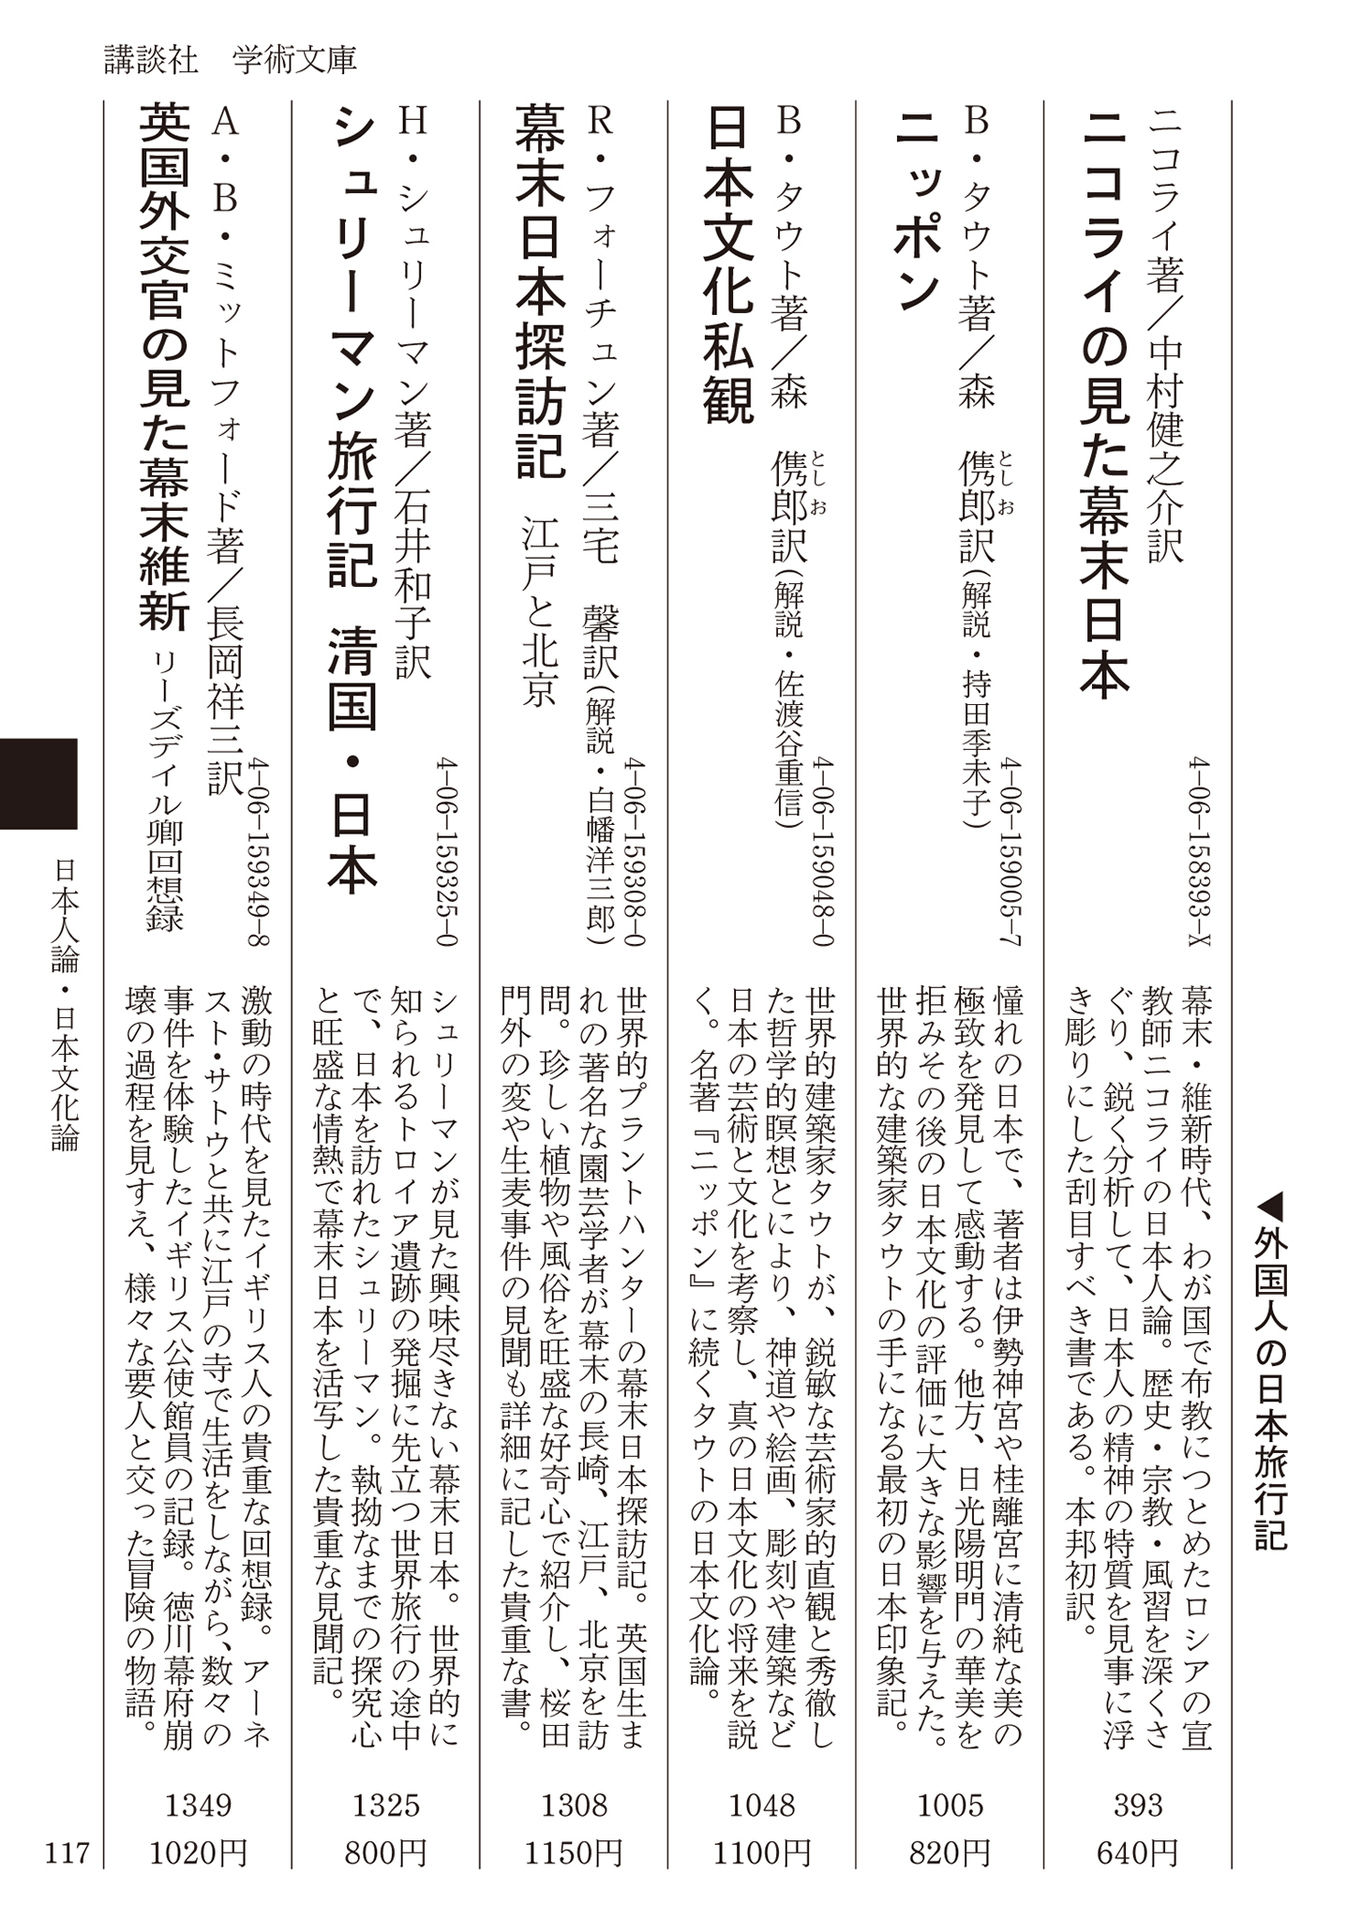 講談社　学術文庫
◀外国人の日本旅行記
ニコライ著／中村健之介訳
ニコライの見た幕末日本
4-06-158393-X
幕末・維新時代、わが国で布教につとめたロシアの宣
教師ニコライの日本人論。歴史・宗教・風習を深くさ
ぐり、鋭く分析して、日本人の精神の特質を見事に浮
き彫りにした刮目すべき書である。本邦初訳。
393
640円
B・タウト著／森　儁郎訳(解説・持田季未子)
としお
ニッポン
4-06-159005-7
憧れの日本で、著者は伊勢神宮や桂離宮に清純な美の
極致を発見して感動する。他方、日光陽明門の華美を
拒みその後の日本文化の評価に大きな影響を与えた。
世界的な建築家タウトの手になる最初の日本印象記。
1005
820円
B・タウト著／森　儁郎訳(解説・佐渡谷重信)
としお
日本文化私観
4-06-159048-0
世界的建築家タウトが、鋭敏な芸術家的直観と秀徹し
た哲学的瞑想とにより、神道や絵画、彫刻や建築など
日本の芸術と文化を考察し、真の日本文化の将来を説
く。名著『ニッポン』に続くタウトの日本文化論。
1048
1100円
R・フォーチュン著／三宅　馨訳(解説・白幡洋三郎)
幕末日本探訪記　江戸と北京
4-06-159308-0
世界的プラントハンターの幕末日本探訪記。英国生ま
れの著名な園芸学者が幕末の長崎、江戸、北京を訪
問。珍しい植物や風俗を旺盛な好奇心で紹介し、桜田
門外の変や生麦事件の見聞も詳細に記した貴重な書。
1308
1150円
H・シュリーマン著／石井和子訳
シュリーマン旅行記　清国・日本
4-06-159325-0
シュリーマンが見た興味尽きない幕末日本。世界的に
知られるトロイア遺跡の発掘に先立つ世界旅行の途中
で、日本を訪れたシュリーマン。執拗なまでの探究心
と旺盛な情熱で幕末日本を活写した貴重な見聞記。
1325
800円
A・B・ミットフォード著／長岡祥三訳
英国外交官の見た幕末維新　リーズデイル卿回想録
4-06-159349-8
激動の時代を見たイギリス人の貴重な回想録。アーネ
スト・サトウと共に江戸の寺で生活をしながら、数々の
事件を体験したイギリス公使館員の記録。徳川幕府崩
壊の過程を見すえ、様々な要人と交った冒険の物語。
1349
1020円
日本人論・日本文化論
117